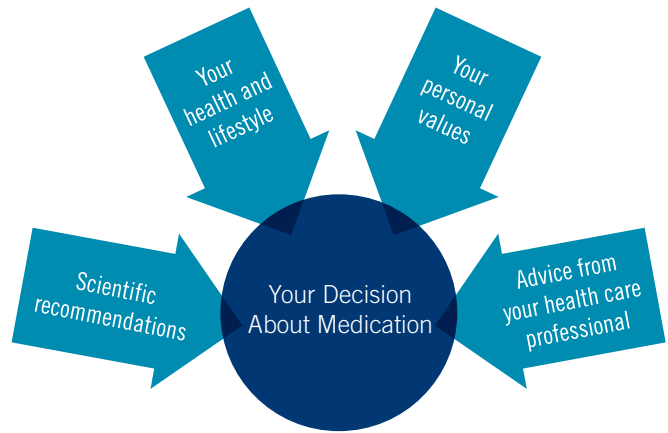 Your
health and
lifestyle
Your
personal
values
Scientific
recommendations
Your Decision
About Medication
Advice from
your health care
professional